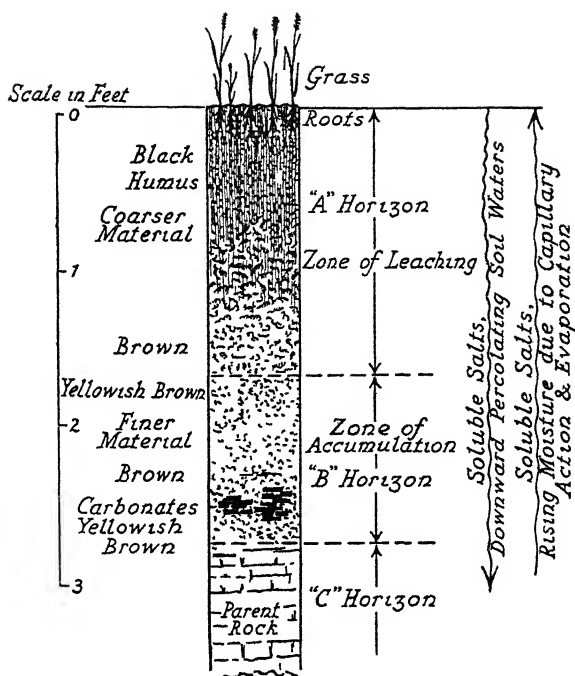 Grass
Scale in Feet
0
Roots
Black
Humus
"A" Horizon
Coarser
Material
1
Zone of Leaching
Brown
Yellowish Brown
2
Finer
Material
Zone of
Accumulation
Brown
"B" Horizon
Carbonates
Yellowish
Brown
3
"C" Horizon
Parent
Rock
Soluble Salts,
Downward Percolating Soil Waters
Soluble Salts,
Rising Moisture due to Capillary
Action & Evaporation